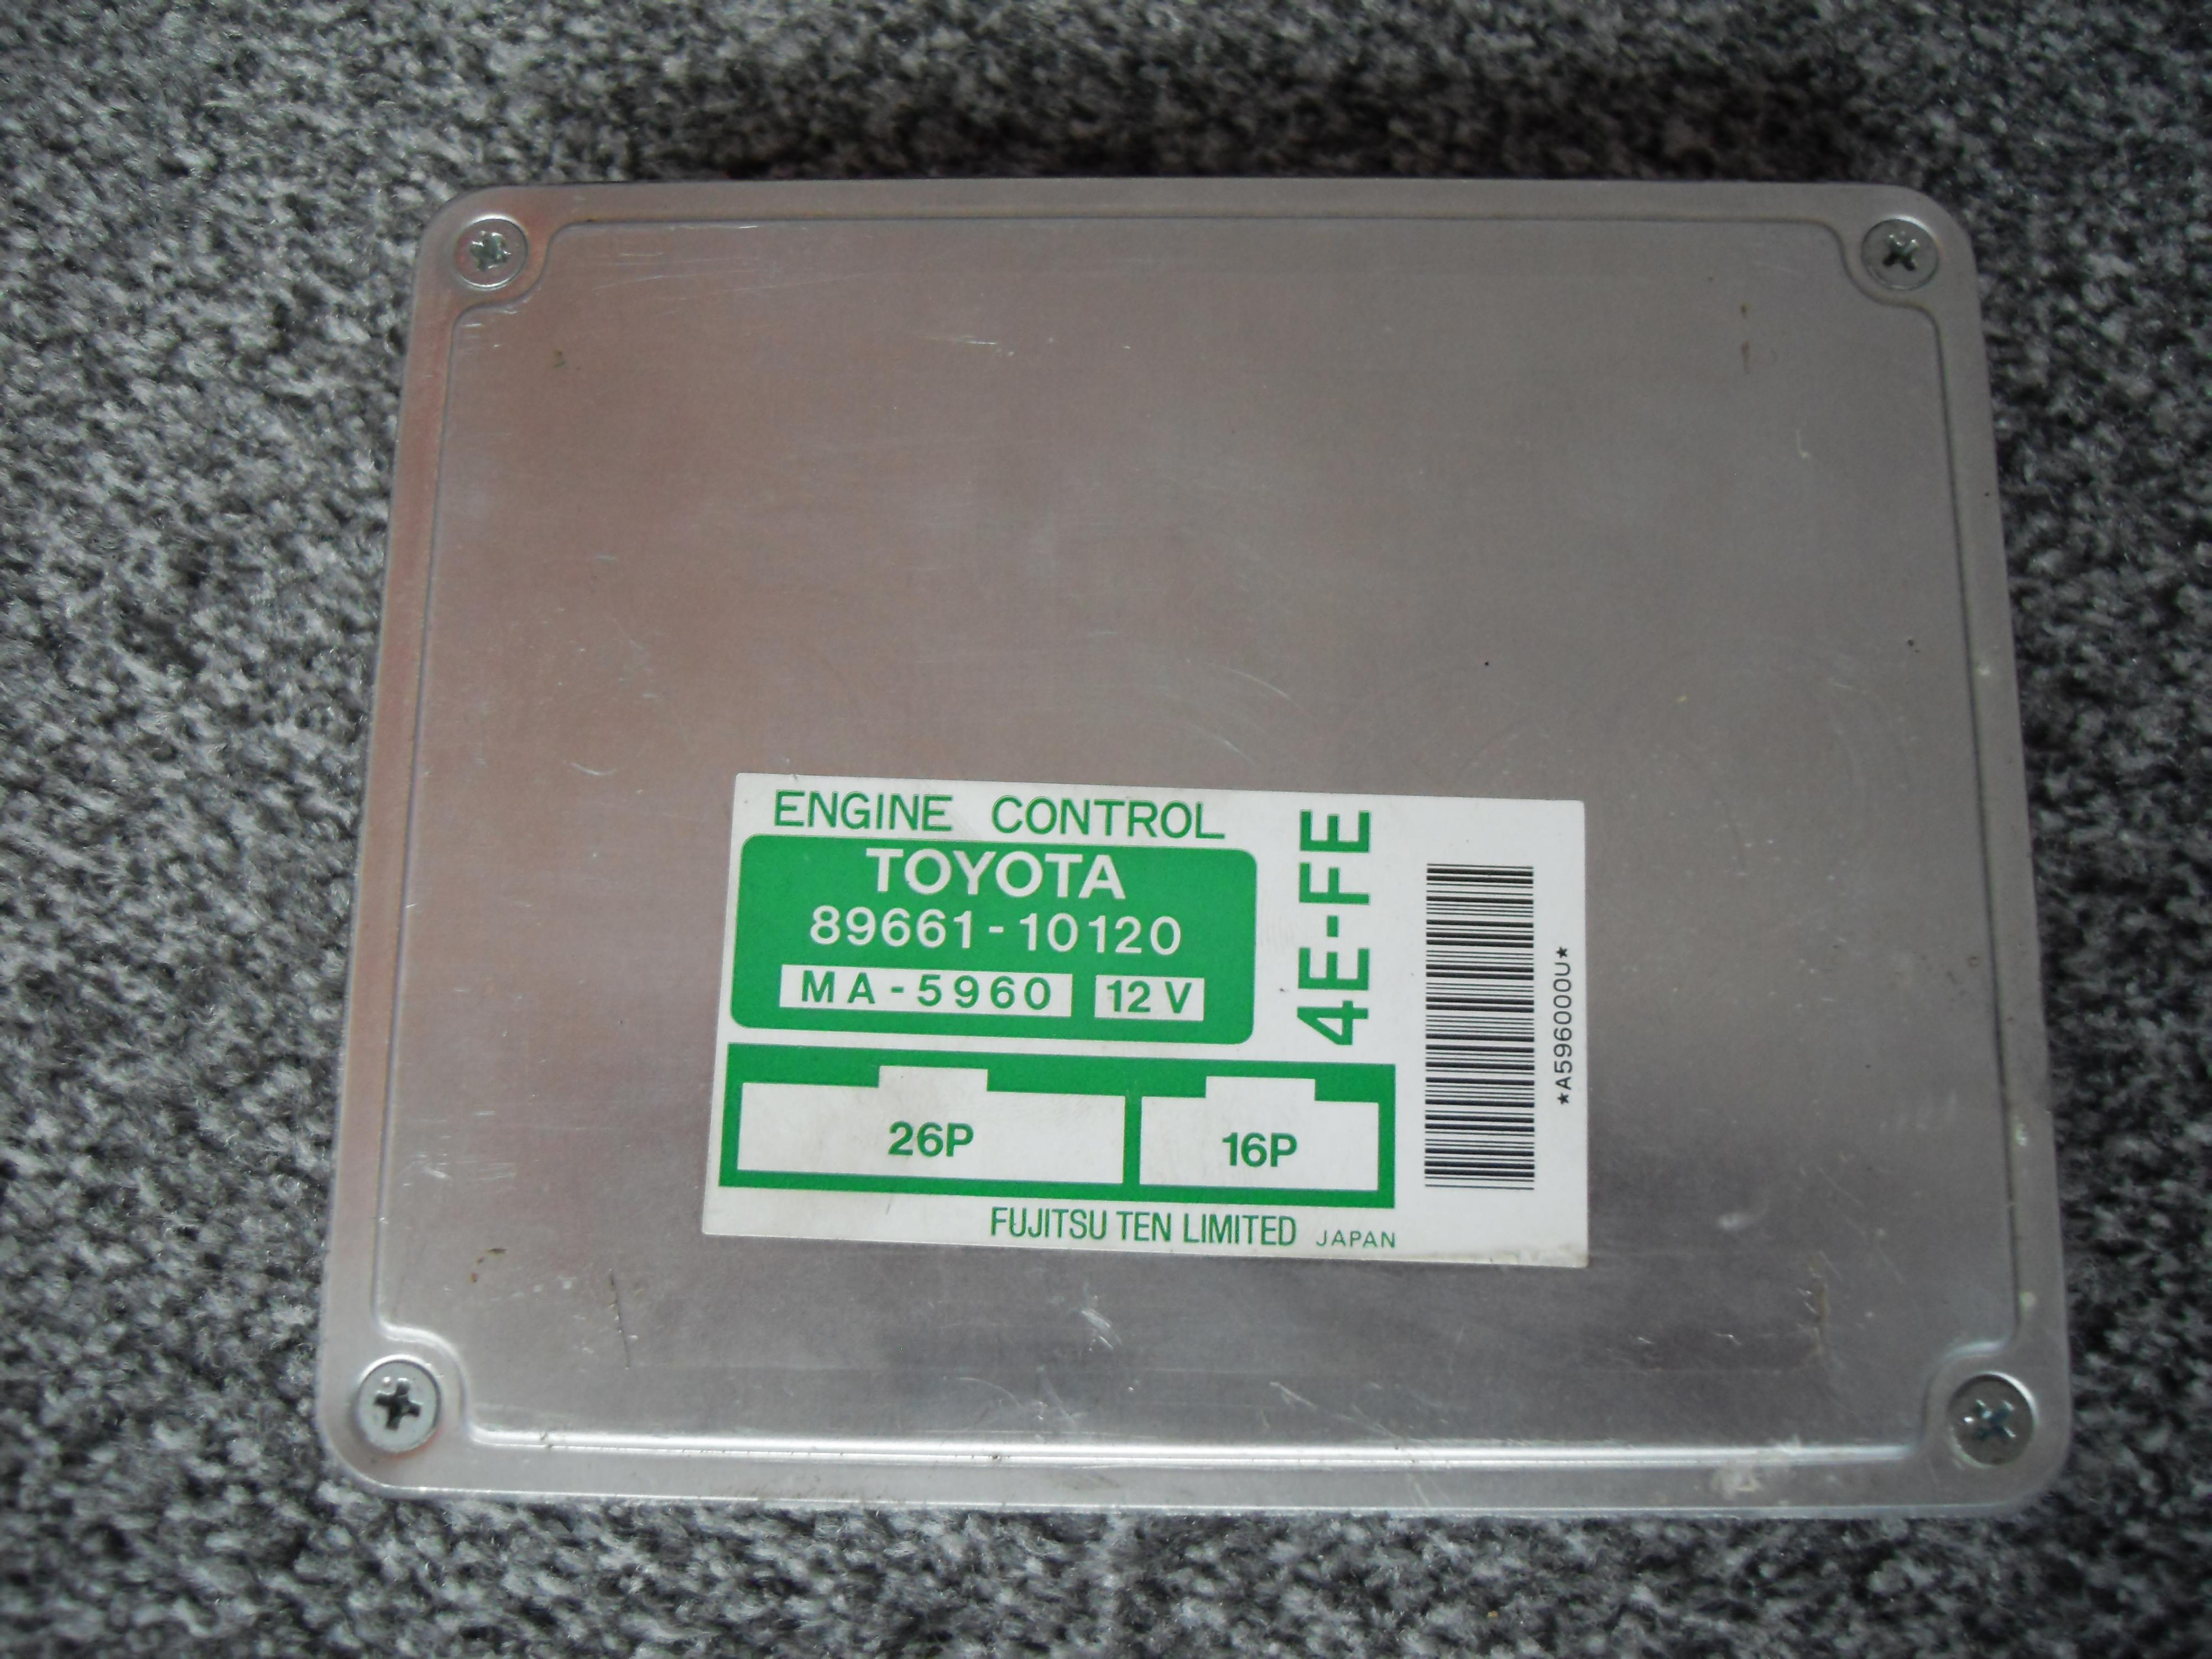 ENGINE CONTROL
TOYOTA
89661-10120
MA-5960 12V
4E-FE
26P 16P
FUJITSU TEN LIMITED JAPAN
★A596000U★